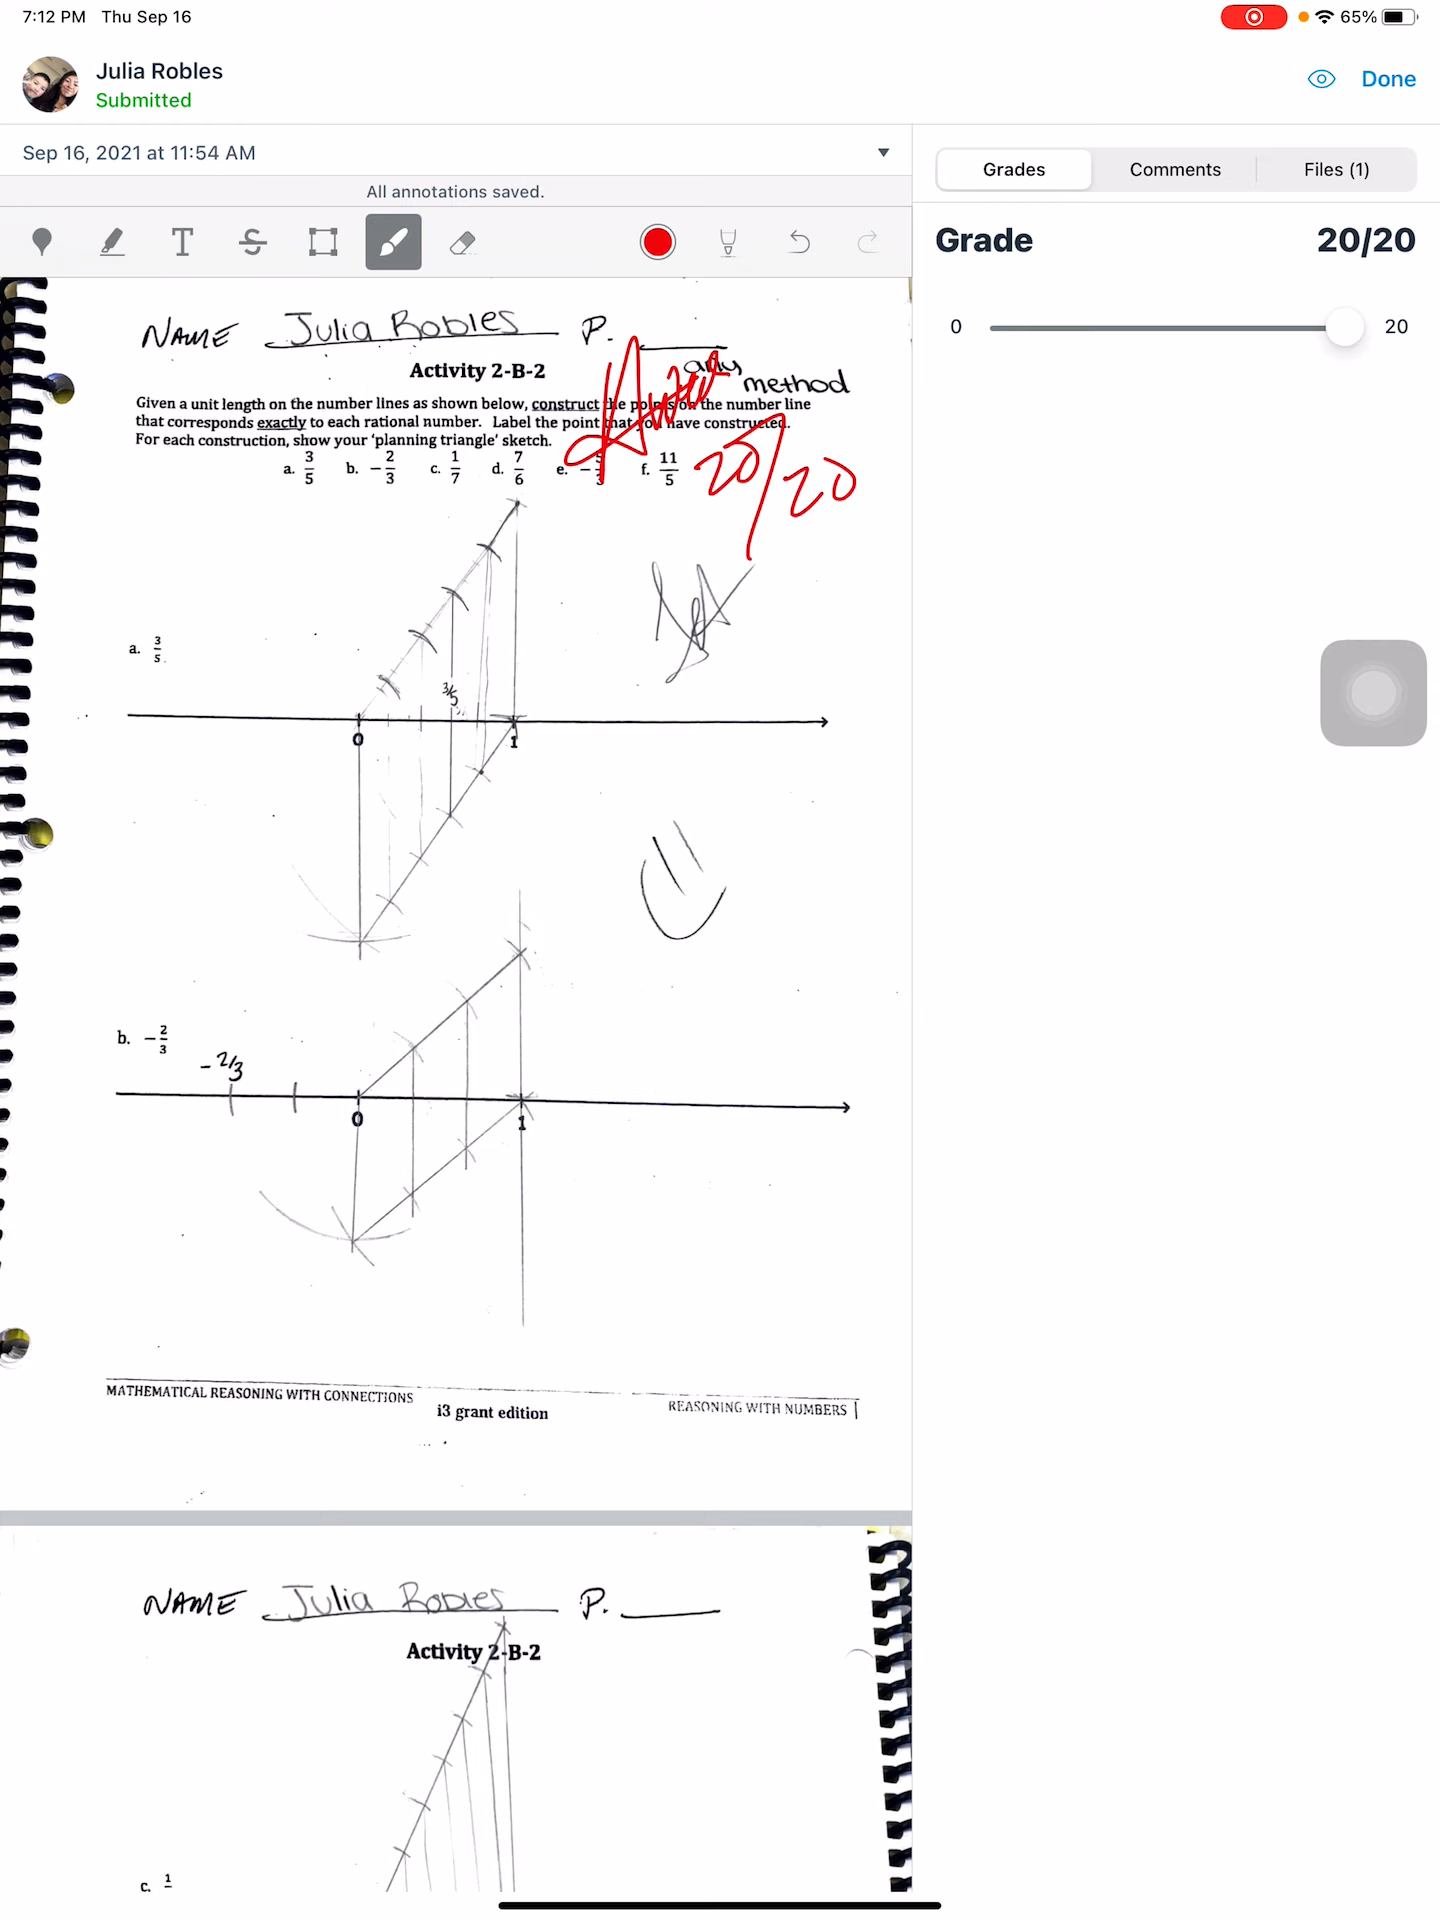 7:12 PM Thu Sep 16
65%
Julia Robles
Submitted
Done
Sep 16, 2021 at 11:54 AM
All annotations saved.
Grades
Comments
Files (1)
Grade
20/20
0
20
NAME Julia Robles P.
any
method
Activity 2-B-2
Given a unit length on the number lines as shown below, construct the points on the number line
that corresponds exactly to each rational number. Label the point that you have constructed.
For each construction, show your 'planning triangle' sketch.
a. 3/5 b. -2/3 c. 1/7 d. 7/6 e. -5/3 f. 11/5
20/20
a. 3/5
3/5
0 1
b. -2/3
-2/3
0 1
MATHEMATICAL REASONING WITH CONNECTIONS
i3 grant edition
REASONING WITH NUMBERS
NAME Julia Robles P.
Activity 2-B-2
c. 1